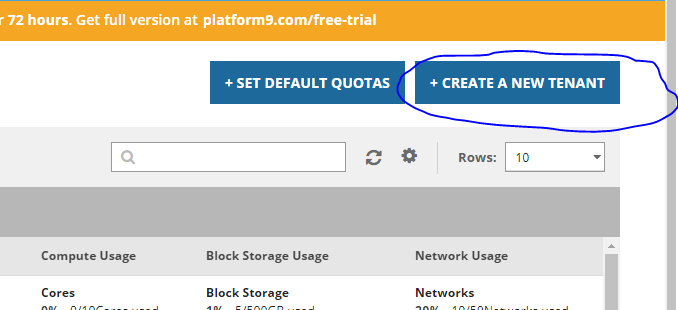 r 72 hours. Get full version at platform9.com/free-trial
+ SET DEFAULT QUOTAS + CREATE A NEW TENANT
Rows: 10
Compute Usage Block Storage Usage Network Usage
Cores Block Storage Networks
0% - 0/10Cores used 1% - 5/500GB used 20% - 10/50Networks used